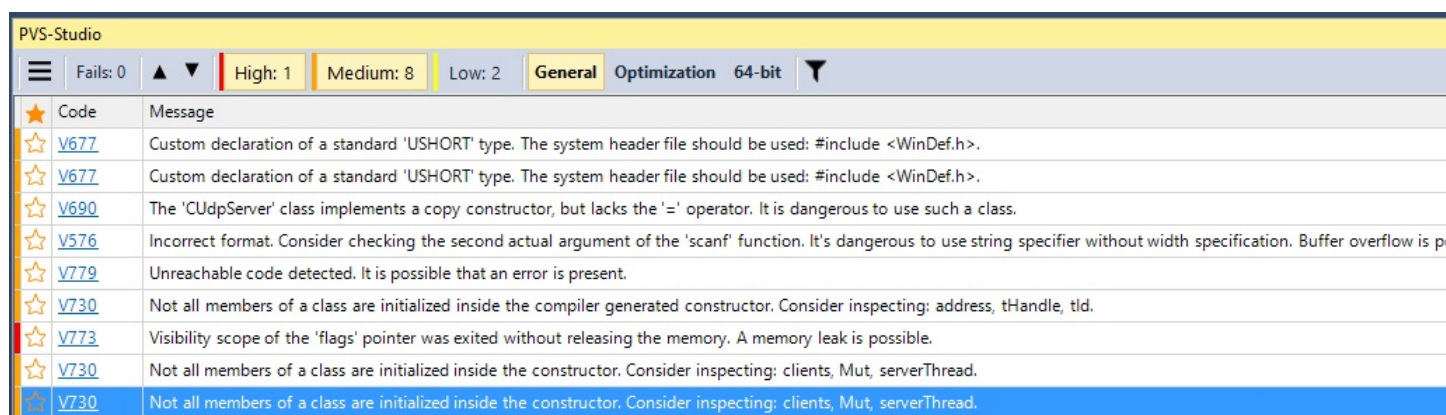 PVS-Studio
Fails: 0 High: 1 Medium: 8 Low: 2 General Optimization 64-bit
Code Message
V677 Custom declaration of a standard 'USHORT' type. The system header file should be used: #include <WinDef.h>.
V677 Custom declaration of a standard 'USHORT' type. The system header file should be used: #include <WinDef.h>.
V690 The 'CUdpServer' class implements a copy constructor, but lacks the '=' operator. It is dangerous to use such a class.
V576 Incorrect format. Consider checking the second actual argument of the 'scanf' function. It's dangerous to use string specifier without width specification. Buffer overflow is
V779 Unreachable code detected. It is possible that an error is present.
V730 Not all members of a class are initialized inside the compiler generated constructor. Consider inspecting: address, tHandle, tId.
V773 Visibility scope of the 'flags' pointer was exited without releasing the memory. A memory leak is possible.
V730 Not all members of a class are initialized inside the constructor. Consider inspecting: clients, Mut, serverThread.
V730 Not all members of a class are initialized inside the constructor. Consider inspecting: clients, Mut, serverThread.